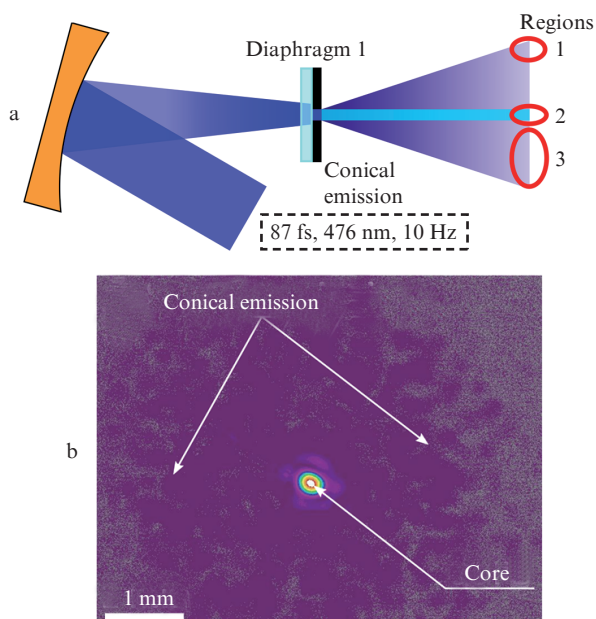 Regions
Diaphragm 1
1
a
2
3
Conical
emission
87 fs, 476 nm, 10 Hz
Conical emission
b
Core
1 mm